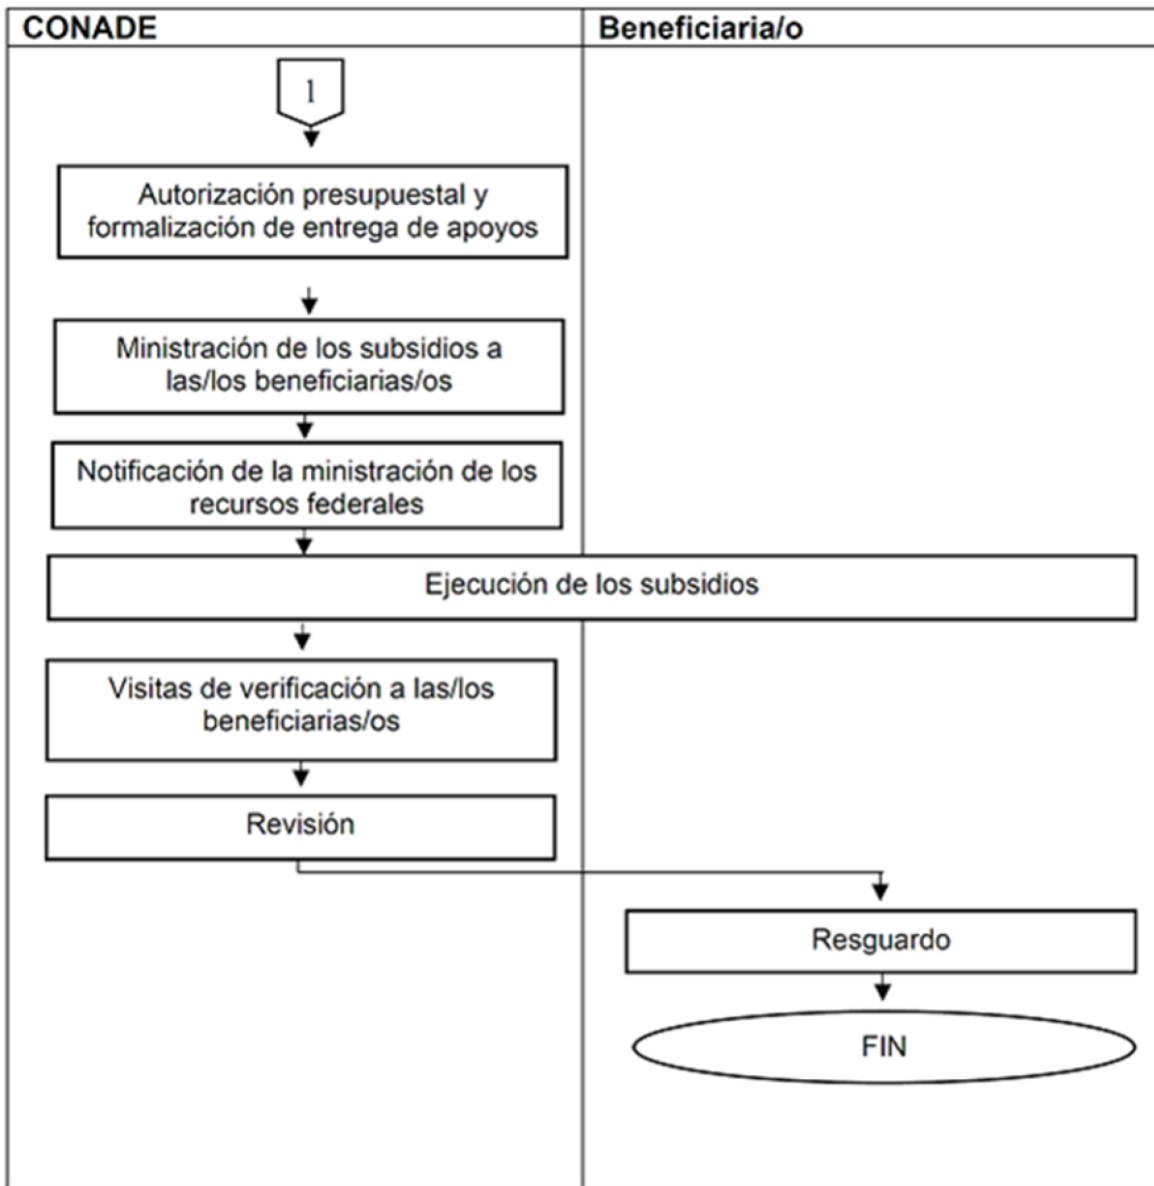 CONADE
Beneficiaria/o
1
Autorización presupuestal y
formalización de entrega de apoyos
Ministración de los subsidios a
las/los beneficiarias/os
Notificación de la ministración de los
recursos federales
Ejecución de los subsidios
Visitas de verificación a las/los
beneficiarias/os
Revisión
Resguardo
FIN